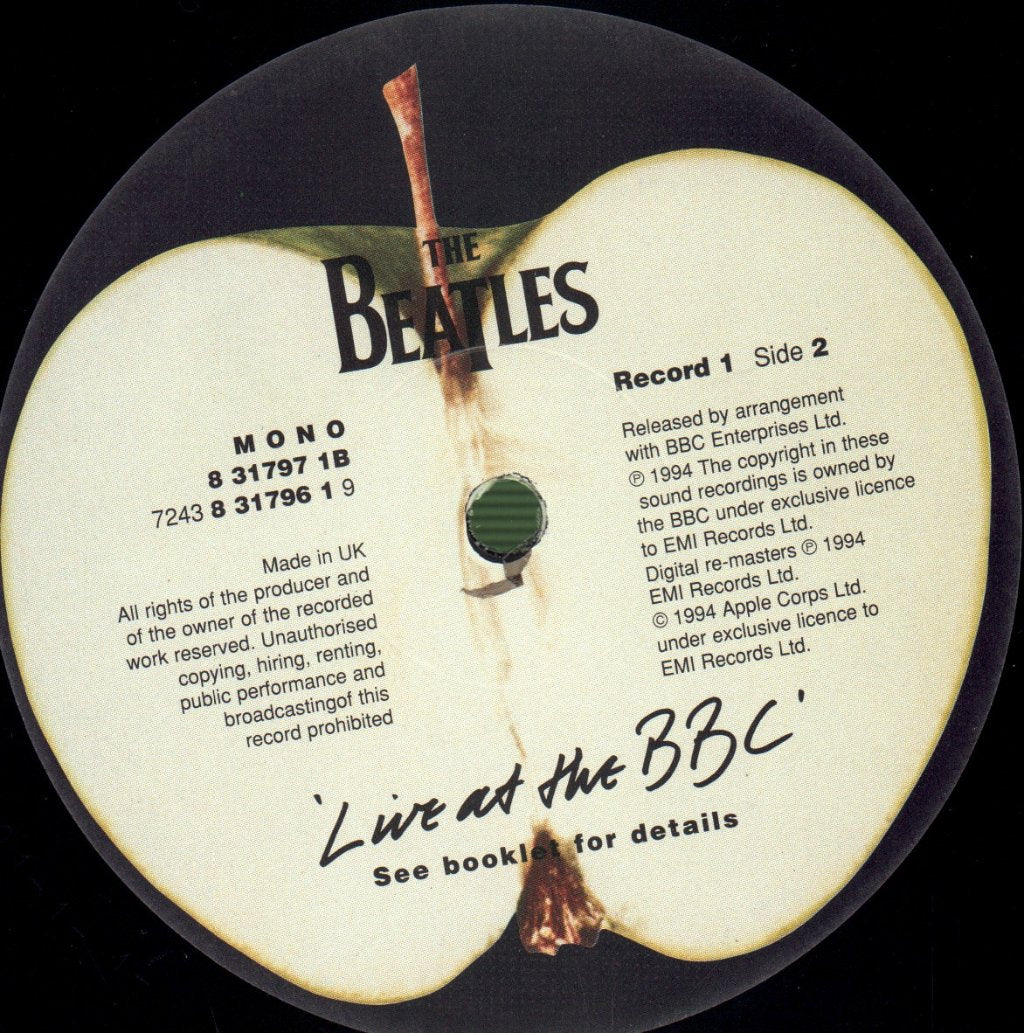 THE
BEATLES
Record 1 Side 2
MONO
8 31797 1B
7243 8 31796 1 9
Made in UK
All rights of the producer and
of the owner of the recorded
work reserved. Unauthorised
copying, hiring, renting,
public performance and
broadcastingof this
record prohibited
Released by arrangement
with BBC Enterprises Ltd.
℗ 1994 The copyright in these
sound recordings is owned by
the BBC under exclusive licence
to EMI Records Ltd.
Digital re-masters ℗ 1994
EMI Records Ltd.
© 1994 Apple Corps Ltd.
under exclusive licence to
EMI Records Ltd.
'Live at the BBC'
See booklet for details